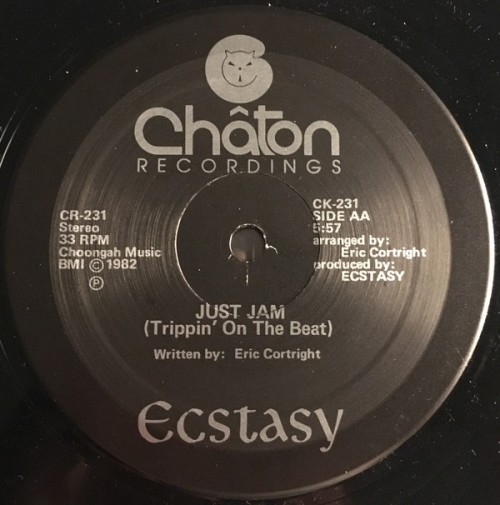 Châton
RECORDINGS
CR-231
Stereo
33 RPM
Choongah Music
BMI © 1982
℗
CK-231
SIDE AA
5:57
arranged by:
Eric Cortright
produced by:
ECSTASY
JUST JAM
(Trippin' On The Beat)
Written by: Eric Cortright
Ecstasy